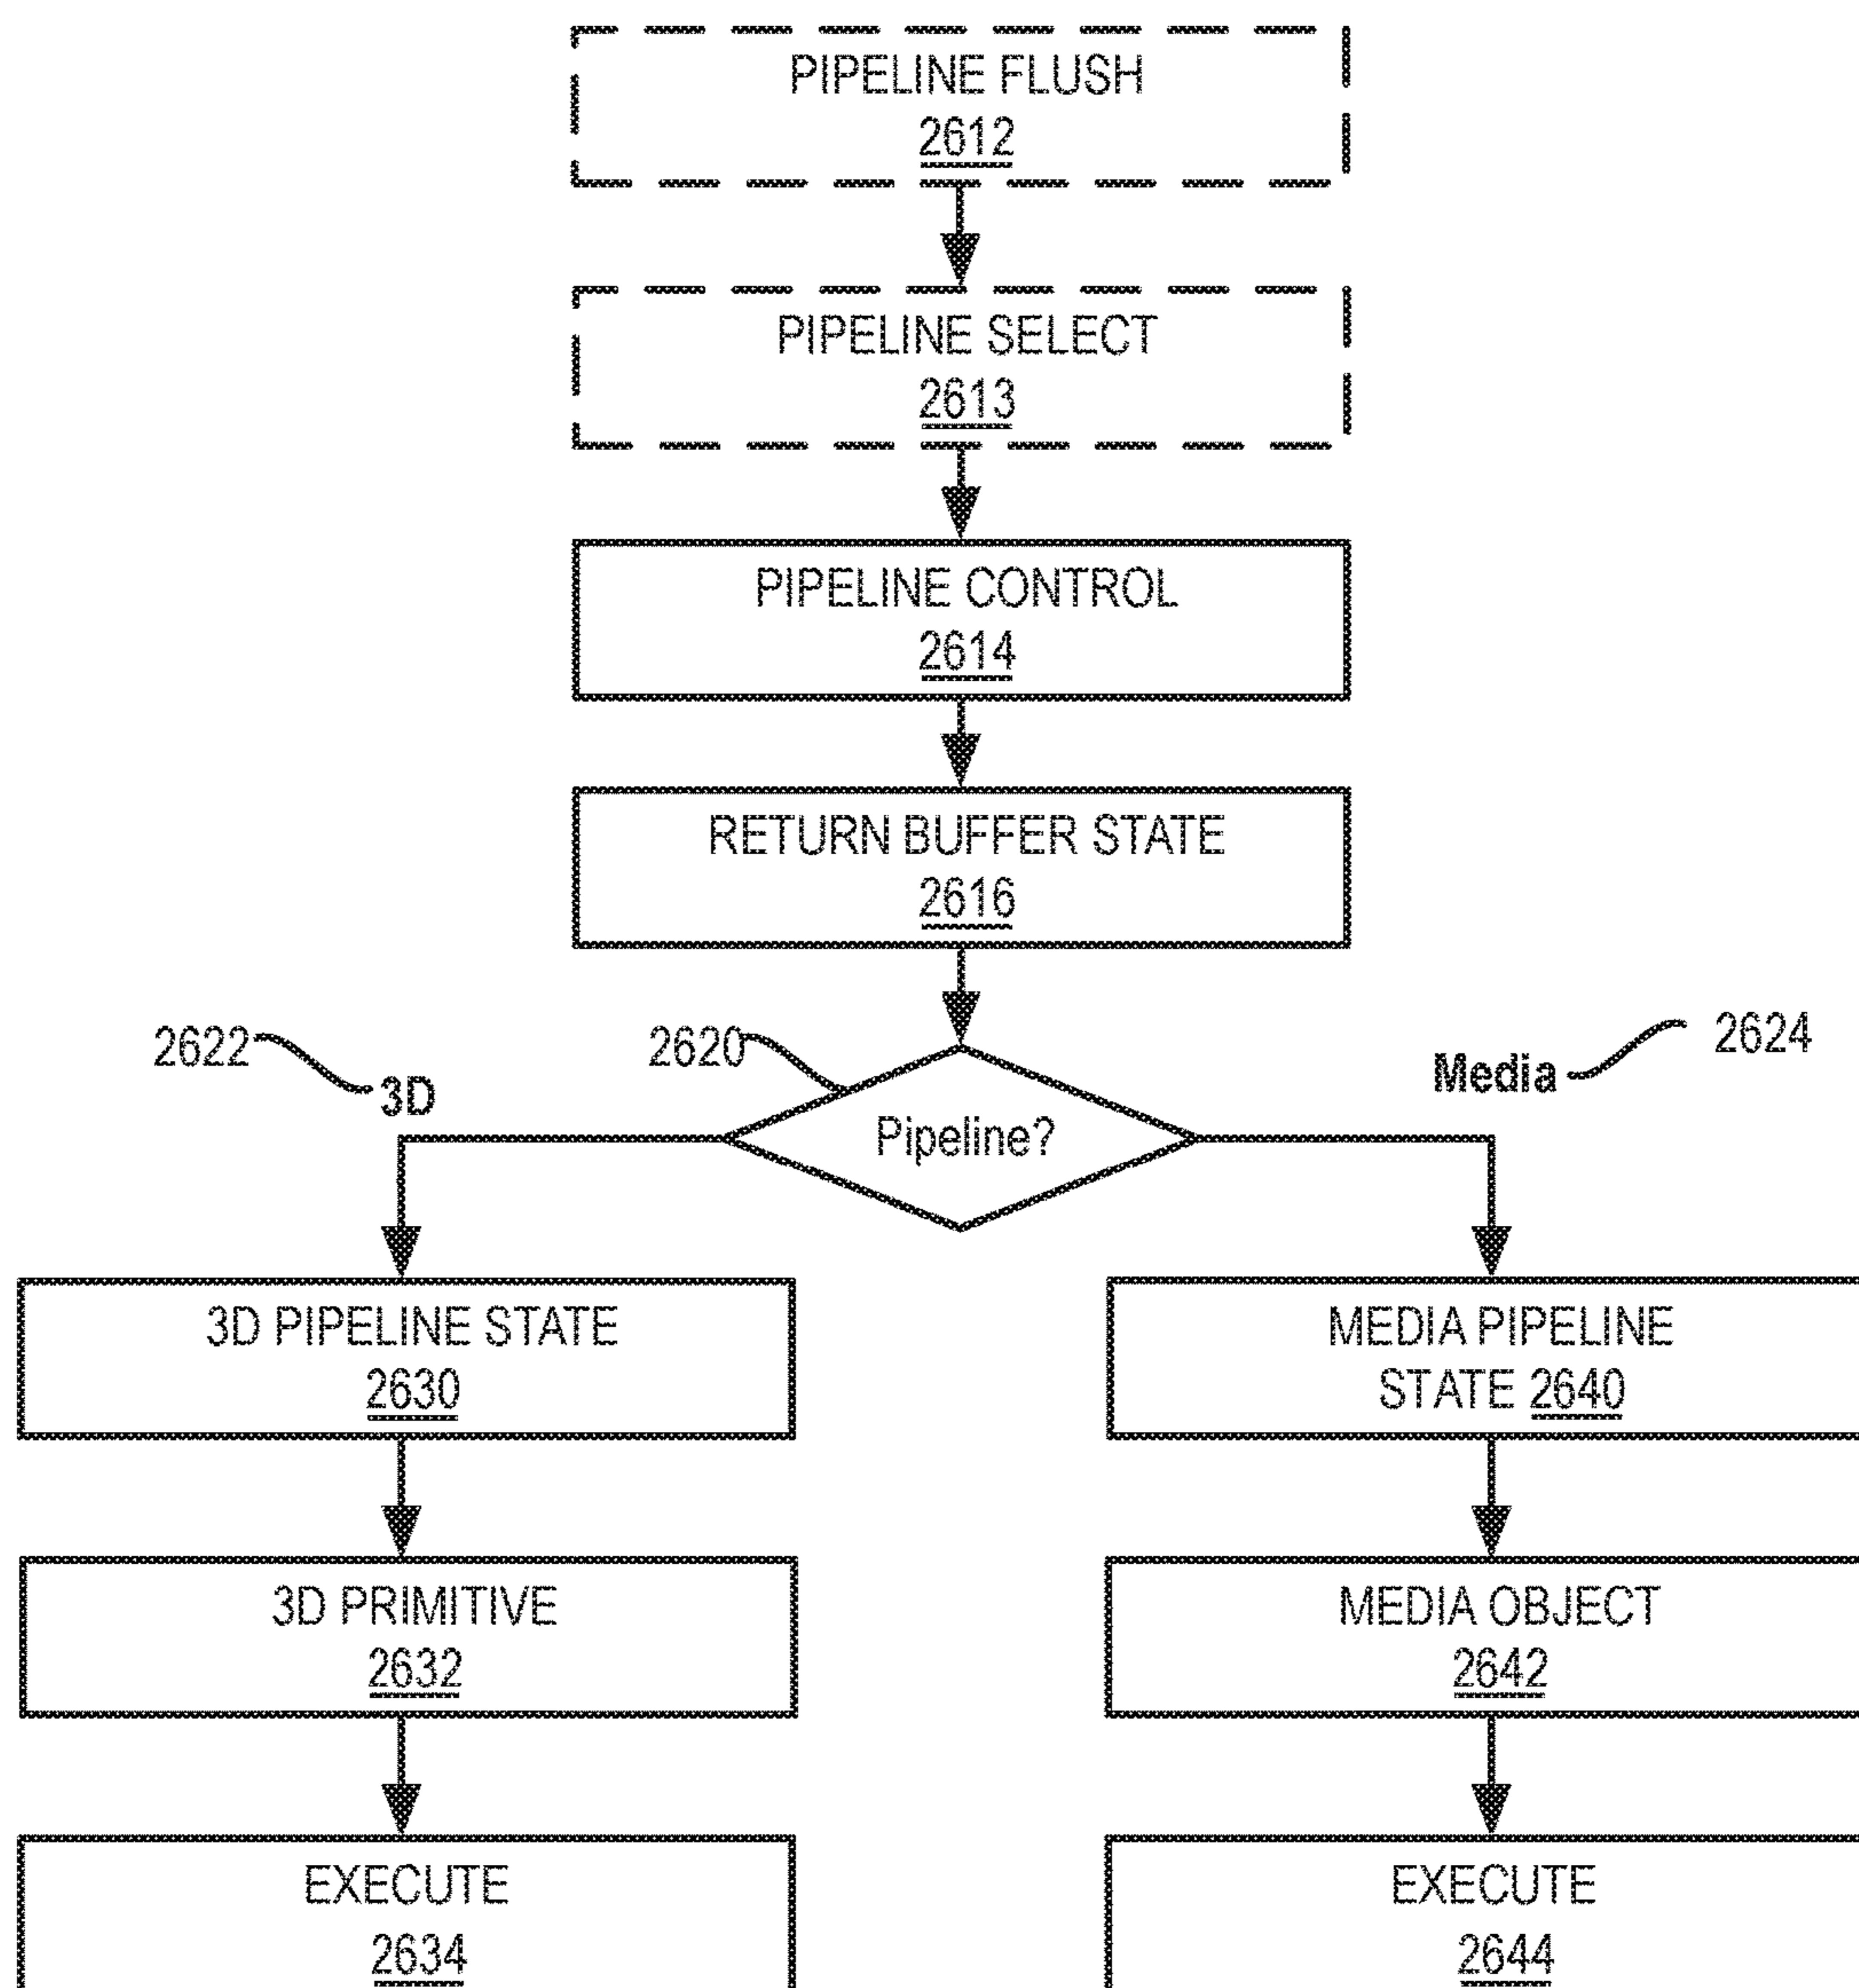 PIPELINE FLUSH
2612
PIPELINE SELECT
2613
PIPELINE CONTROL
2614
RETURN BUFFER STATE
2616
2622
3D
2620
Pipeline?
Media
2624
3D PIPELINE STATE
2630
MEDIA PIPELINE
STATE 2640
3D PRIMITIVE
2632
MEDIA OBJECT
2642
EXECUTE
2634
EXECUTE
2644